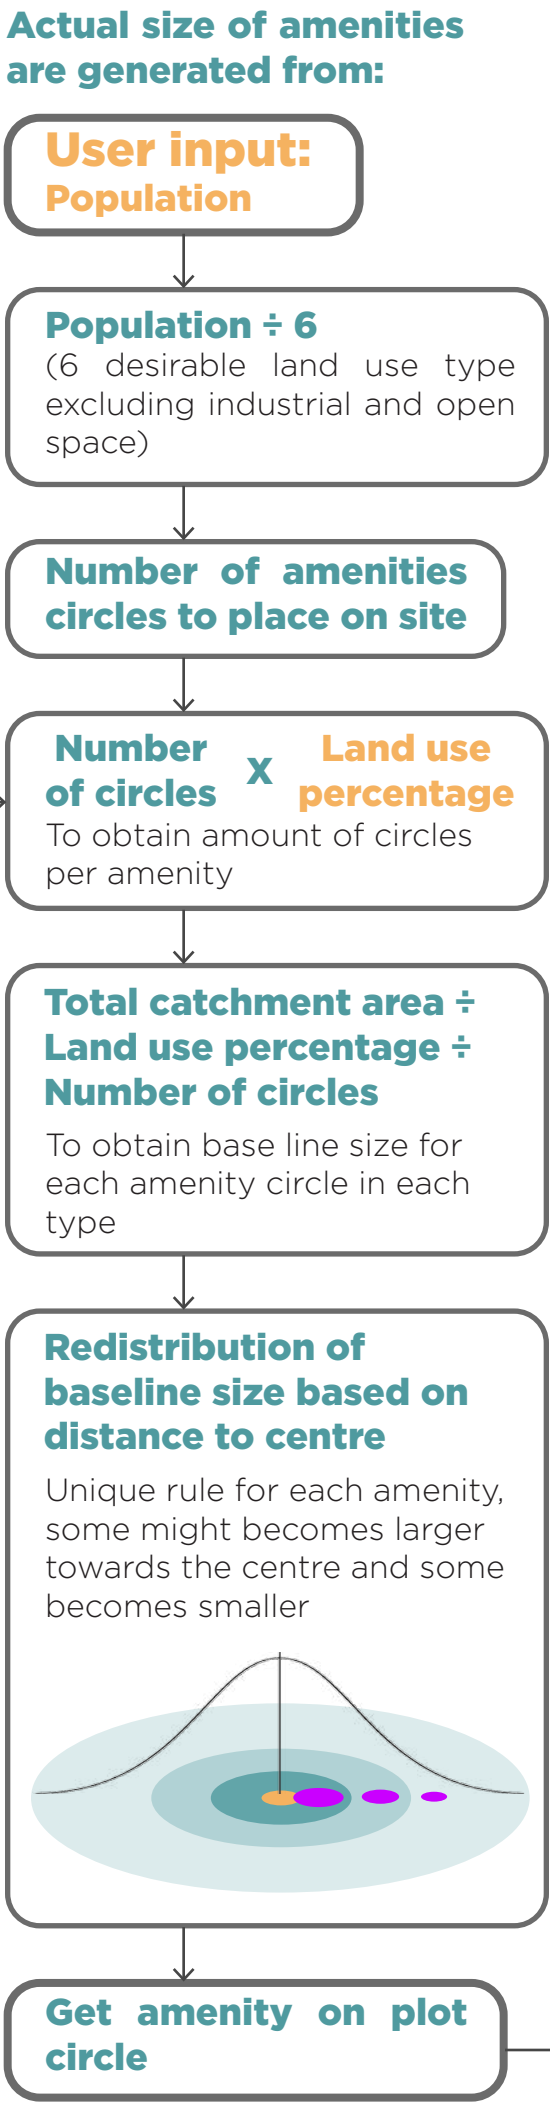 Actual size of amenities
are generated from:
User input:
Population
Population ÷ 6
(6 desirable land use type
excluding industrial and open
space)
Number of amenities
circles to place on site
Number
of circles
x
Land use
percentage
To obtain amount of circles
per amenity
Total catchment area ÷
Land use percentage ÷
Number of circles
To obtain base line size for
each amenity circle in each
type
Redistribution of
baseline size based on
distance to centre
Unique rule for each amenity,
some might becomes larger
towards the centre and some
becomes smaller
Get amenity on plot
circle